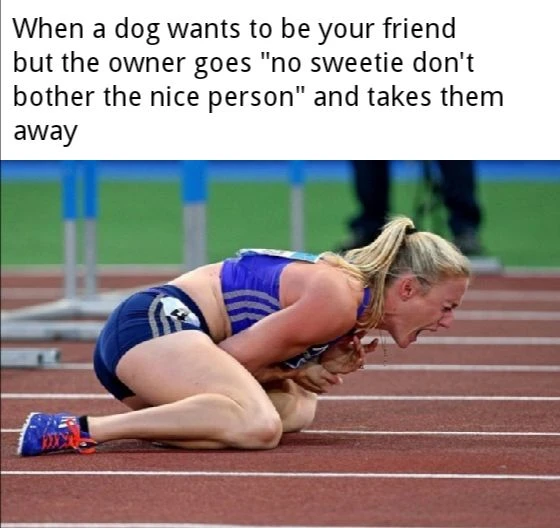 When a dog wants to be your friend
but the owner goes "no sweetie don't
bother the nice person" and takes them
away